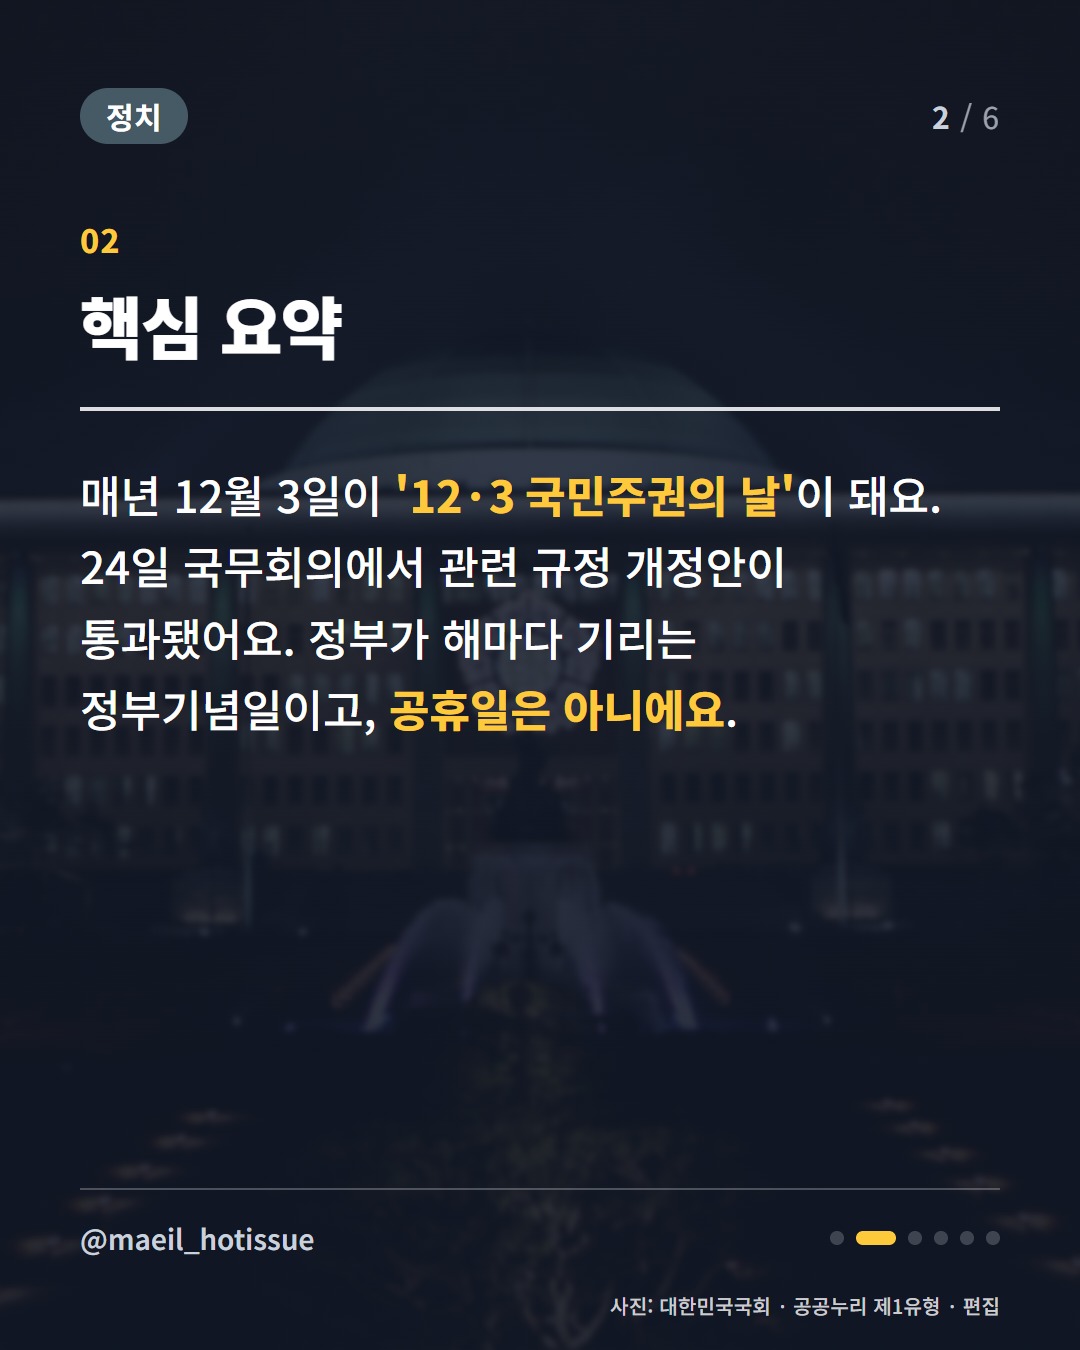 정치
2 / 6
02
핵심 요약
매년 12월 3일이 '12·3 국민주권의 날'이 돼요.
24일 국무회의에서 관련 규정 개정안이
통과됐어요. 정부가 해마다 기리는
정부기념일이고, 공휴일은 아니에요.
@maeil_hotissue
사진: 대한민국국회 · 공공누리 제1유형 · 편집